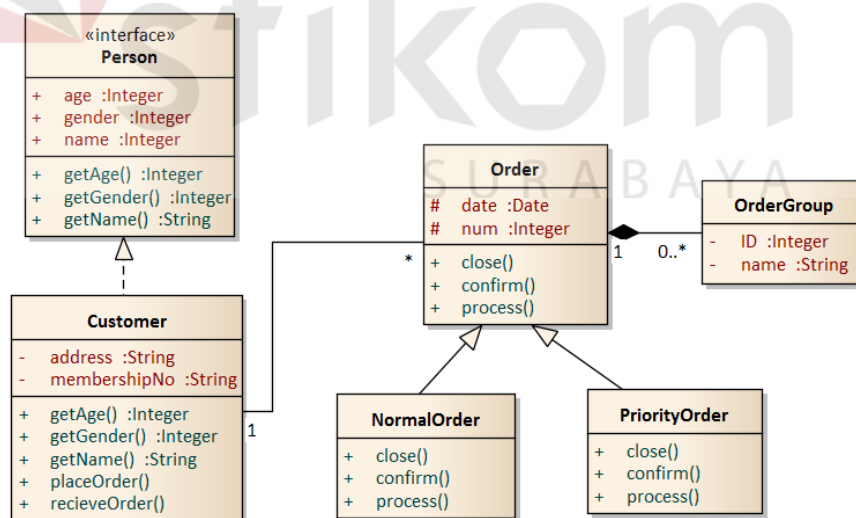 stikom
SURABAYA
«interface»
Person
+ age :Integer
+ gender :Integer
+ name :Integer
+ getAge() :Integer
+ getGender() :Integer
+ getName() :String
Customer
- address :String
- membershipNo :String
+ getAge() :Integer
+ getGender() :Integer
+ getName() :String
+ placeOrder()
+ recieveOrder()
1
*
Order
# date :Date
# num :Integer
+ close()
+ confirm()
+ process()
1
0..*
OrderGroup
- ID :Integer
- name :String
NormalOrder
+ close()
+ confirm()
+ process()
PriorityOrder
+ close()
+ confirm()
+ process()